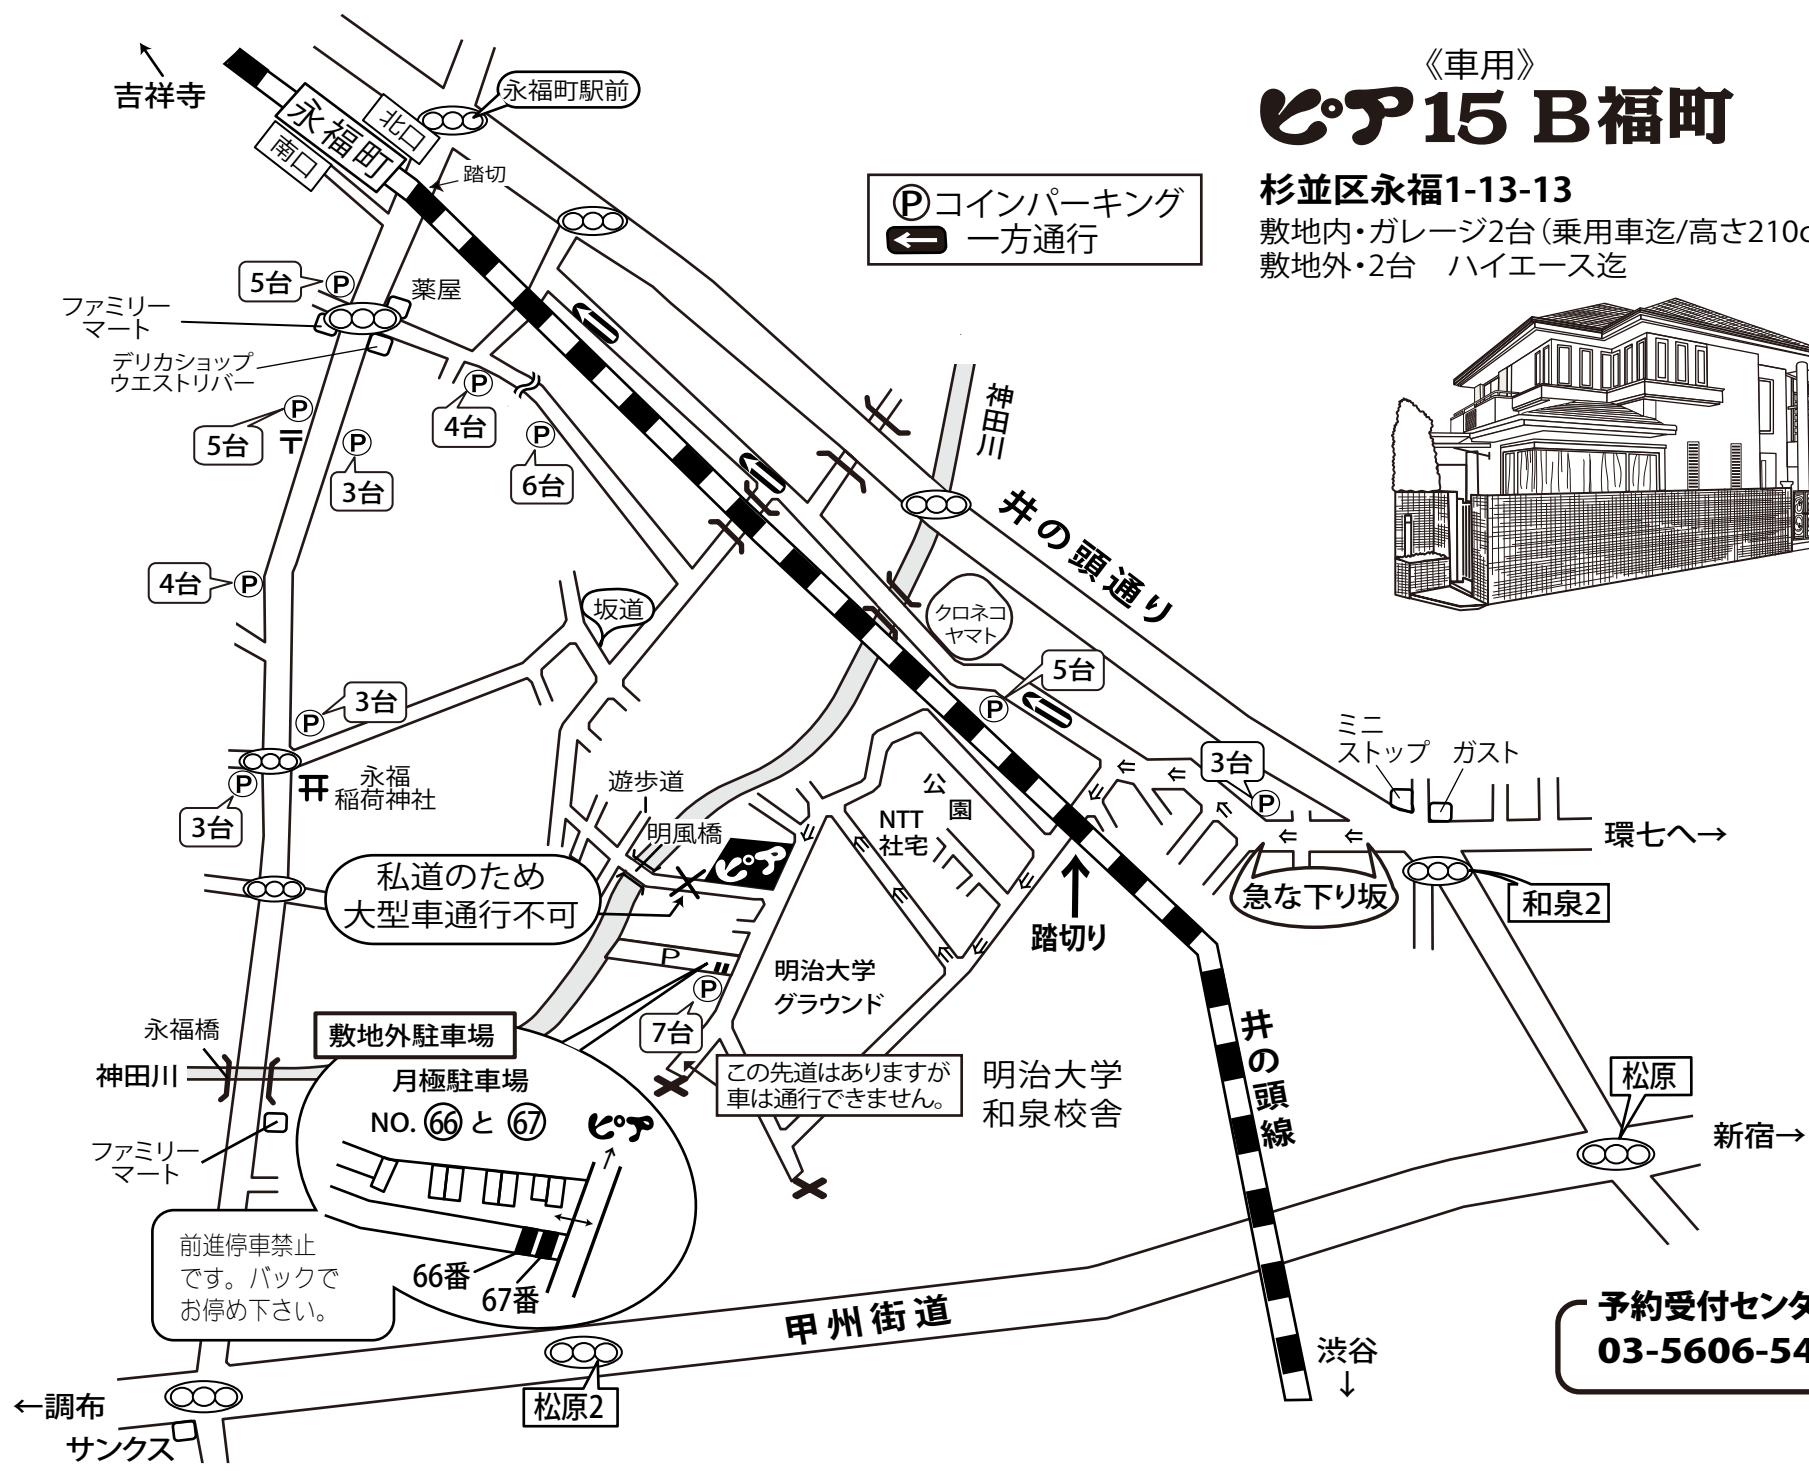 《車用》
ピア15 B福町
杉並区永福1-13-13
敷地内・ガレージ2台（乗用車迄/高さ210c
敷地外・2台　ハイエース迄
Ⓟコインパーキング
一方通行
吉祥寺
永福町駅前
永福町
北口
南口
踏切
5台
Ⓟ
薬屋
ファミリー
マート
デリカショップ
ウエストリバー
5台
Ⓟ
〒
Ⓟ
3台
Ⓟ
4台
Ⓟ
6台
神田川
井の頭通り
4台
Ⓟ
坂道
クロネコ
ヤマト
5台
Ⓟ
3台
Ⓟ
永福
稲荷神社
Ⓟ
3台
遊歩道
明風橋
ピア
公園
NTT
社宅
3台
Ⓟ
ミニ
ストップ
ガスト
環七へ→
急な下り坂
和泉2
踏切り
私道のため
大型車通行不可
P
Ⓟ
7台
明治大学
グラウンド
この先道はありますが
車は通行できません。
明治大学
和泉校舎
井の頭線
松原
新宿→
永福橋
神田川
ファミリー
マート
敷地外駐車場
月極駐車場
NO. ㊻ と 67
ピア
66番
67番
前進停車禁止
です。バックで
お停め下さい。
甲州街道
松原2
←調布
サンクス
渋谷
↓
予約受付センタ
03-5606-54